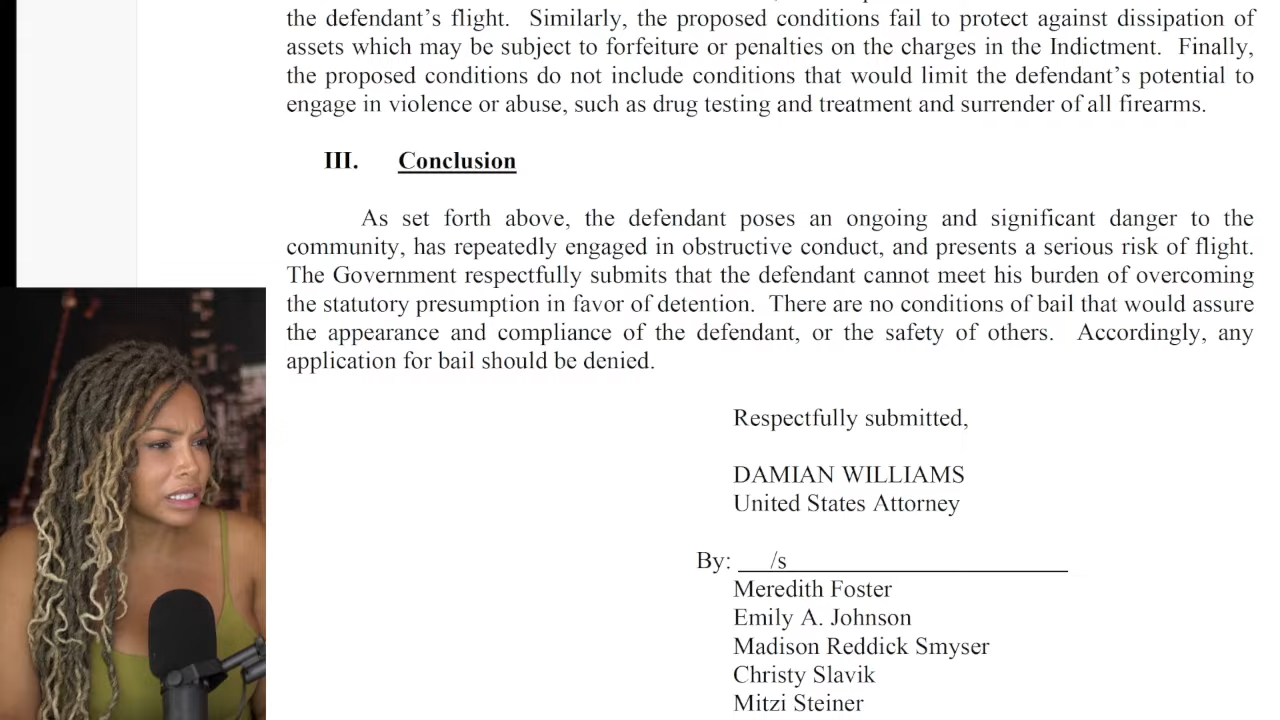 the defendant's flight. Similarly, the proposed conditions fail to protect against dissipation of
assets which may be subject to forfeiture or penalties on the charges in the Indictment. Finally,
the proposed conditions do not include conditions that would limit the defendant's potential to
engage in violence or abuse, such as drug testing and treatment and surrender of all firearms.
III. Conclusion
As set forth above, the defendant poses an ongoing and significant danger to the
community, has repeatedly engaged in obstructive conduct, and presents a serious risk of flight.
The Government respectfully submits that the defendant cannot meet his burden of overcoming
the statutory presumption in favor of detention. There are no conditions of bail that would assure
the appearance and compliance of the defendant, or the safety of others. Accordingly, any
application for bail should be denied.
Respectfully submitted,
DAMIAN WILLIAMS
United States Attorney
By: /s
Meredith Foster
Emily A. Johnson
Madison Reddick Smyser
Christy Slavik
Mitzi Steiner